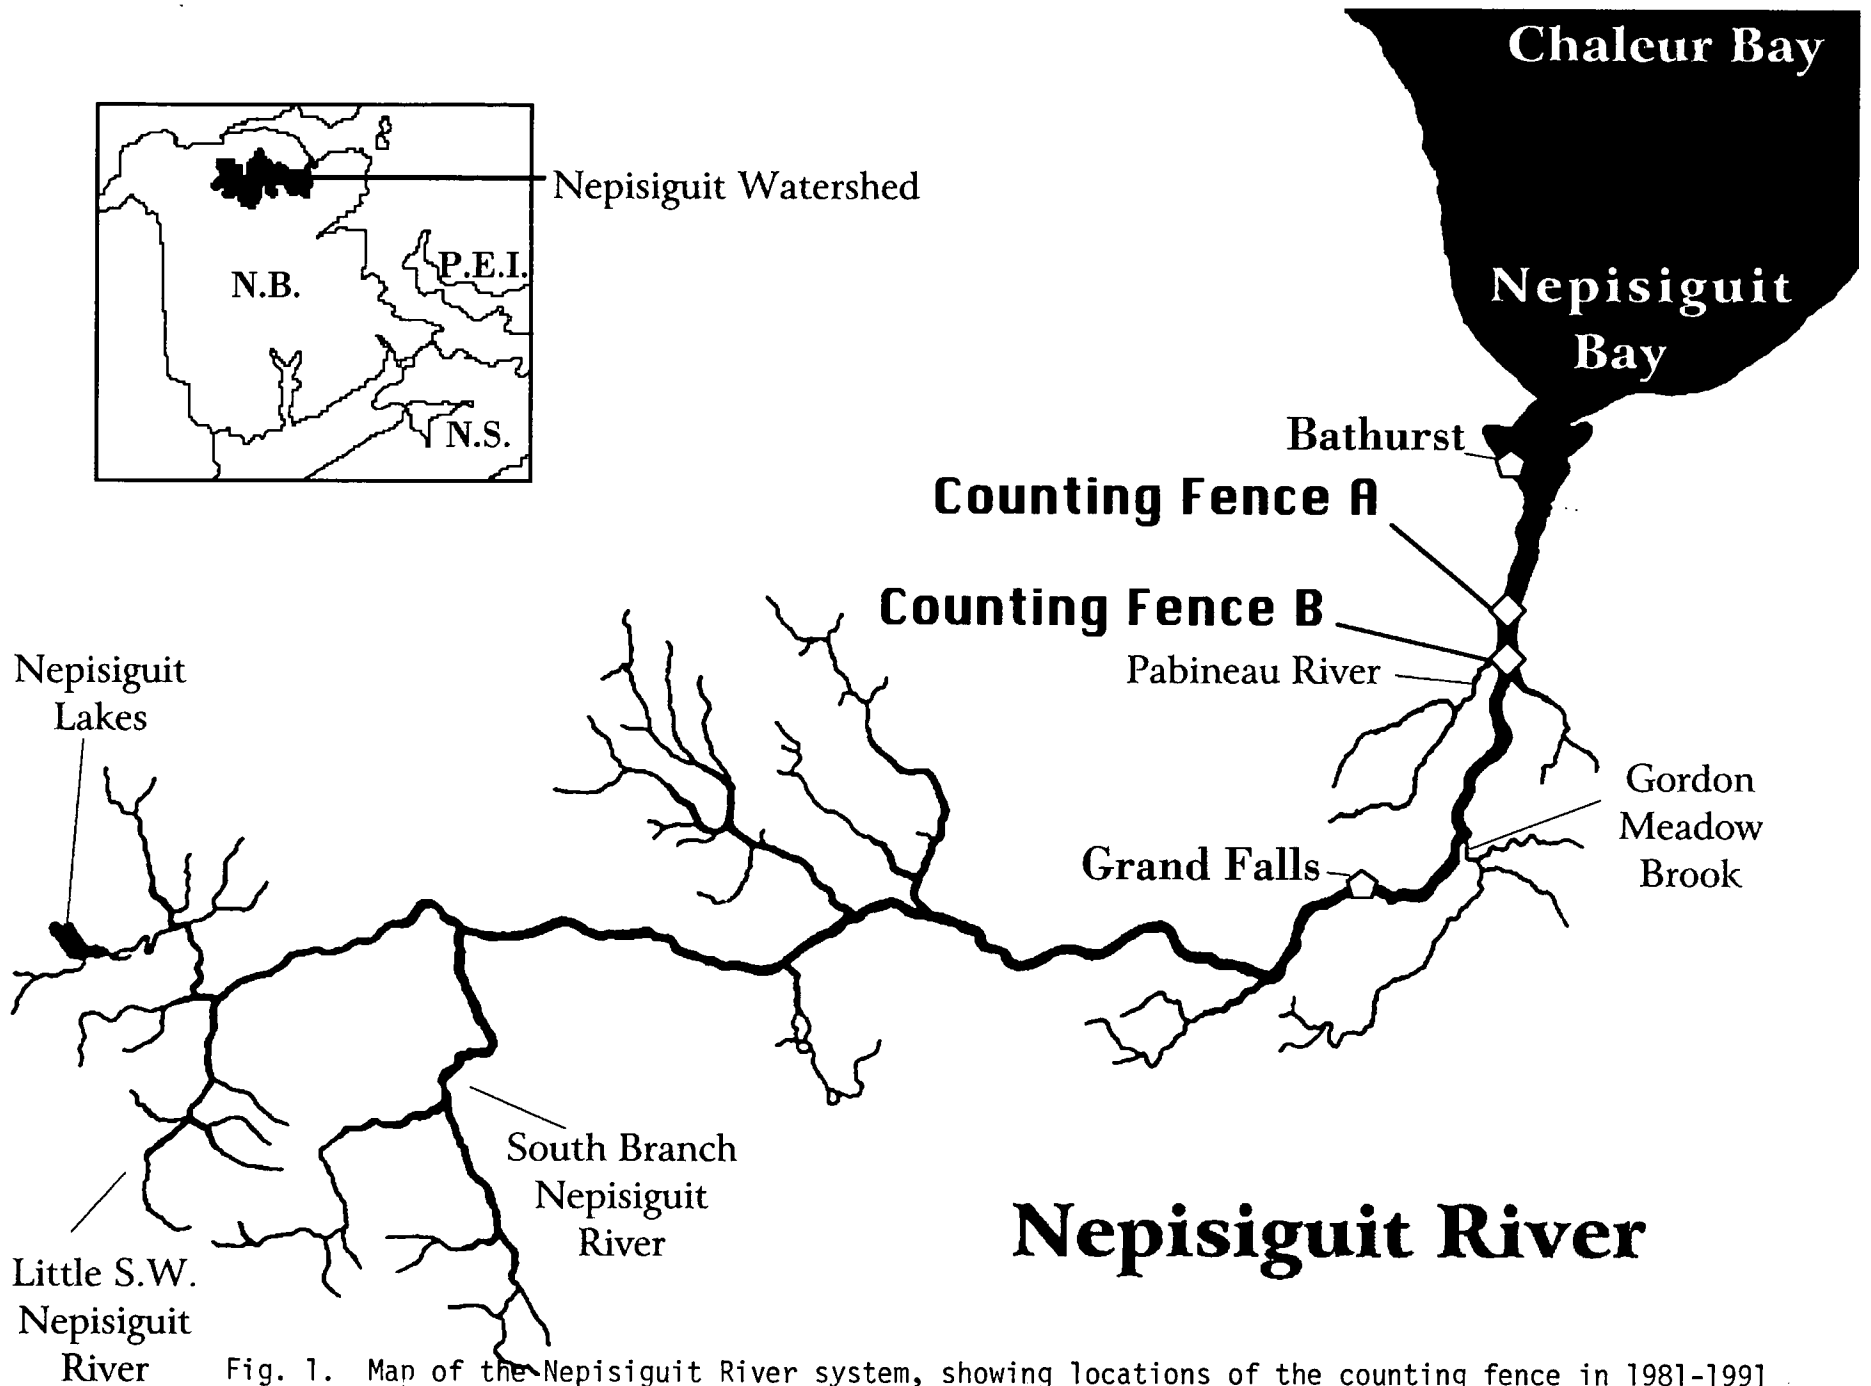 Chaleur Bay
Nepisiguit Watershed
P.E.I.
N.B.
Nepisiguit
Bay
N.S.
Bathurst
Counting Fence A
Counting Fence B
Pabineau River
Nepisiguit
Lakes
Gordon
Meadow
Brook
Grand Falls
South Branch
Nepisiguit
River
Nepisiguit River
Little S.W.
Nepisiguit
River
Fig. 1. Map of the Nepisiguit River system, showing locations of the counting fence in 1981-1991